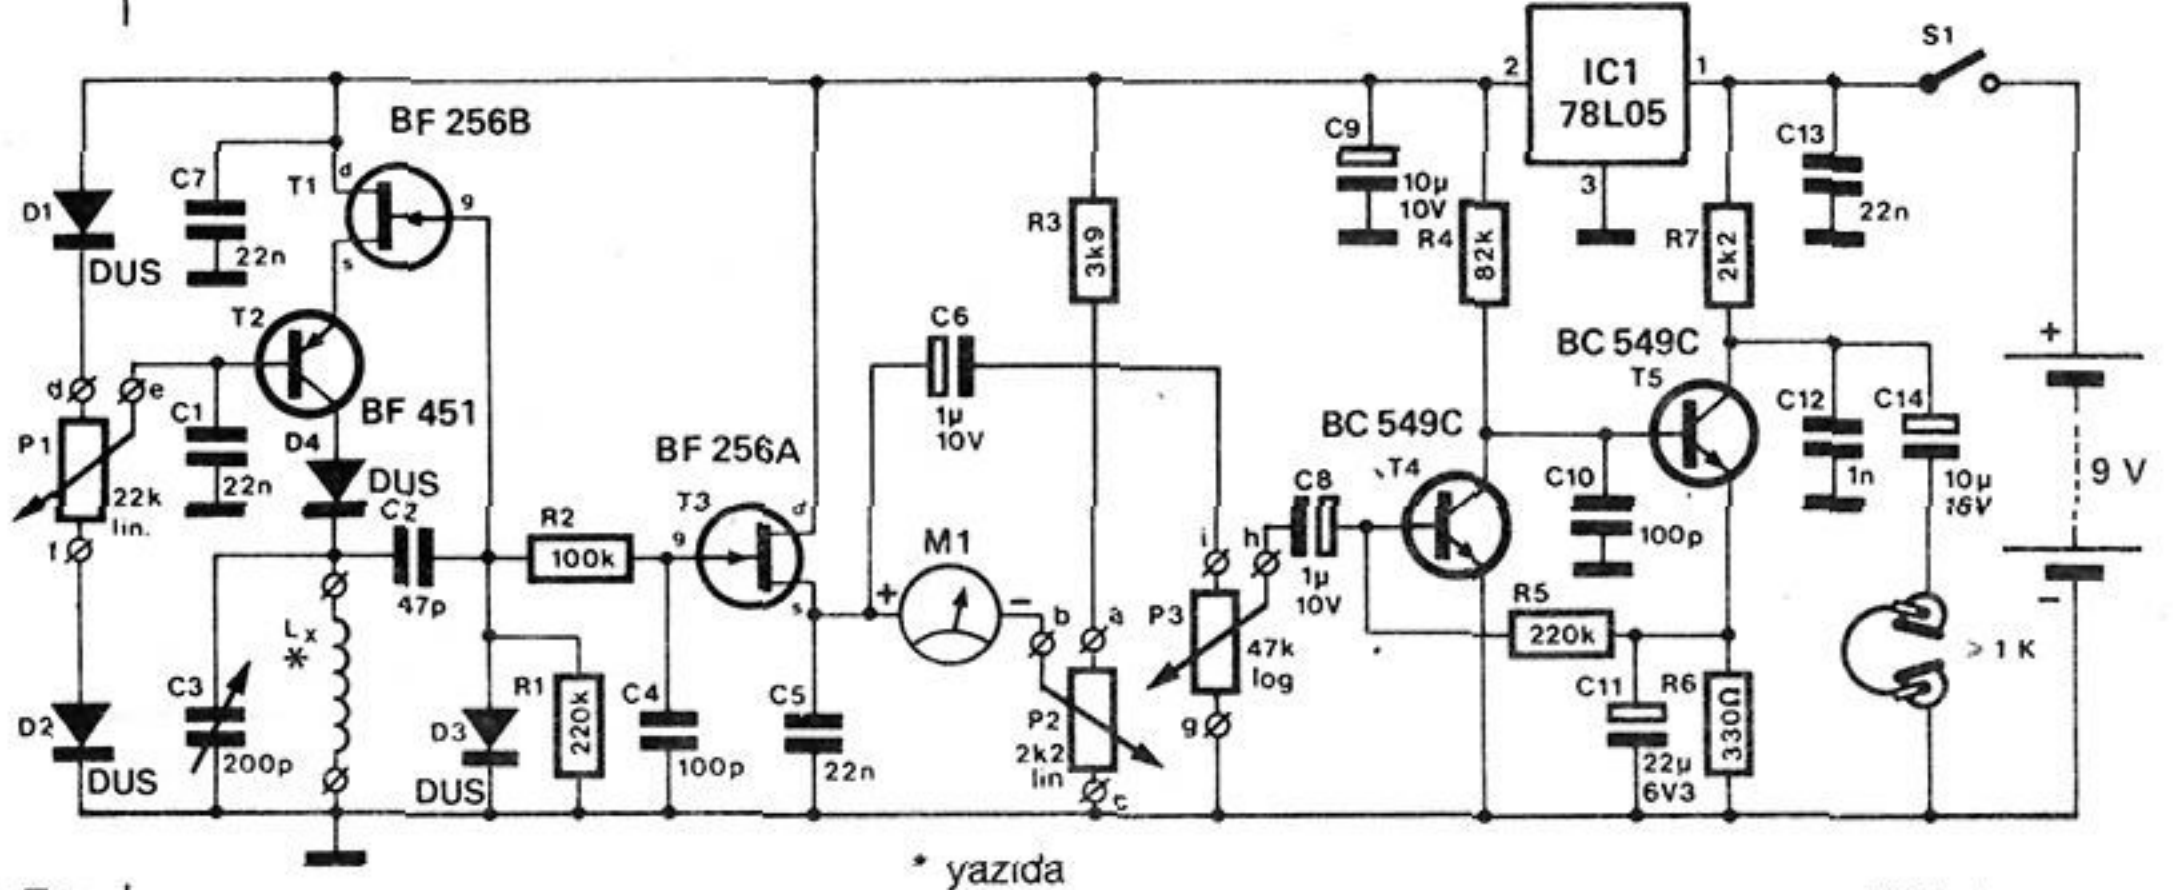 S1
2
IC1
78L05
1
3
BF 256B
C7
22n
T1
d
g
s
D1
DUS
T2
BF 451
d
e
P1
22k
lin.
f
C1
22n
D4
DUS
C2
47p
D2
DUS
C3
200p
Lx
*
D3
DUS
R1
220k
R2
100k
C4
100p
BF 256A
T3
g
d
s
C5
22n
C6
1µ
10V
M1
+
−
R3
3k9
b
a
P2
2k2
lin
c
i
h
P3
47k
log
g
C8
1µ
10V
C9
10µ
10V
R4
82k
BC 549C
T4
C10
100p
R5
220k
C11
22µ
6V3
R6
330Ω
R7
2k2
BC 549C
T5
C13
22n
C12
1n
C14
10µ
16V
> 1 K
+
9 V
−
* yazıda